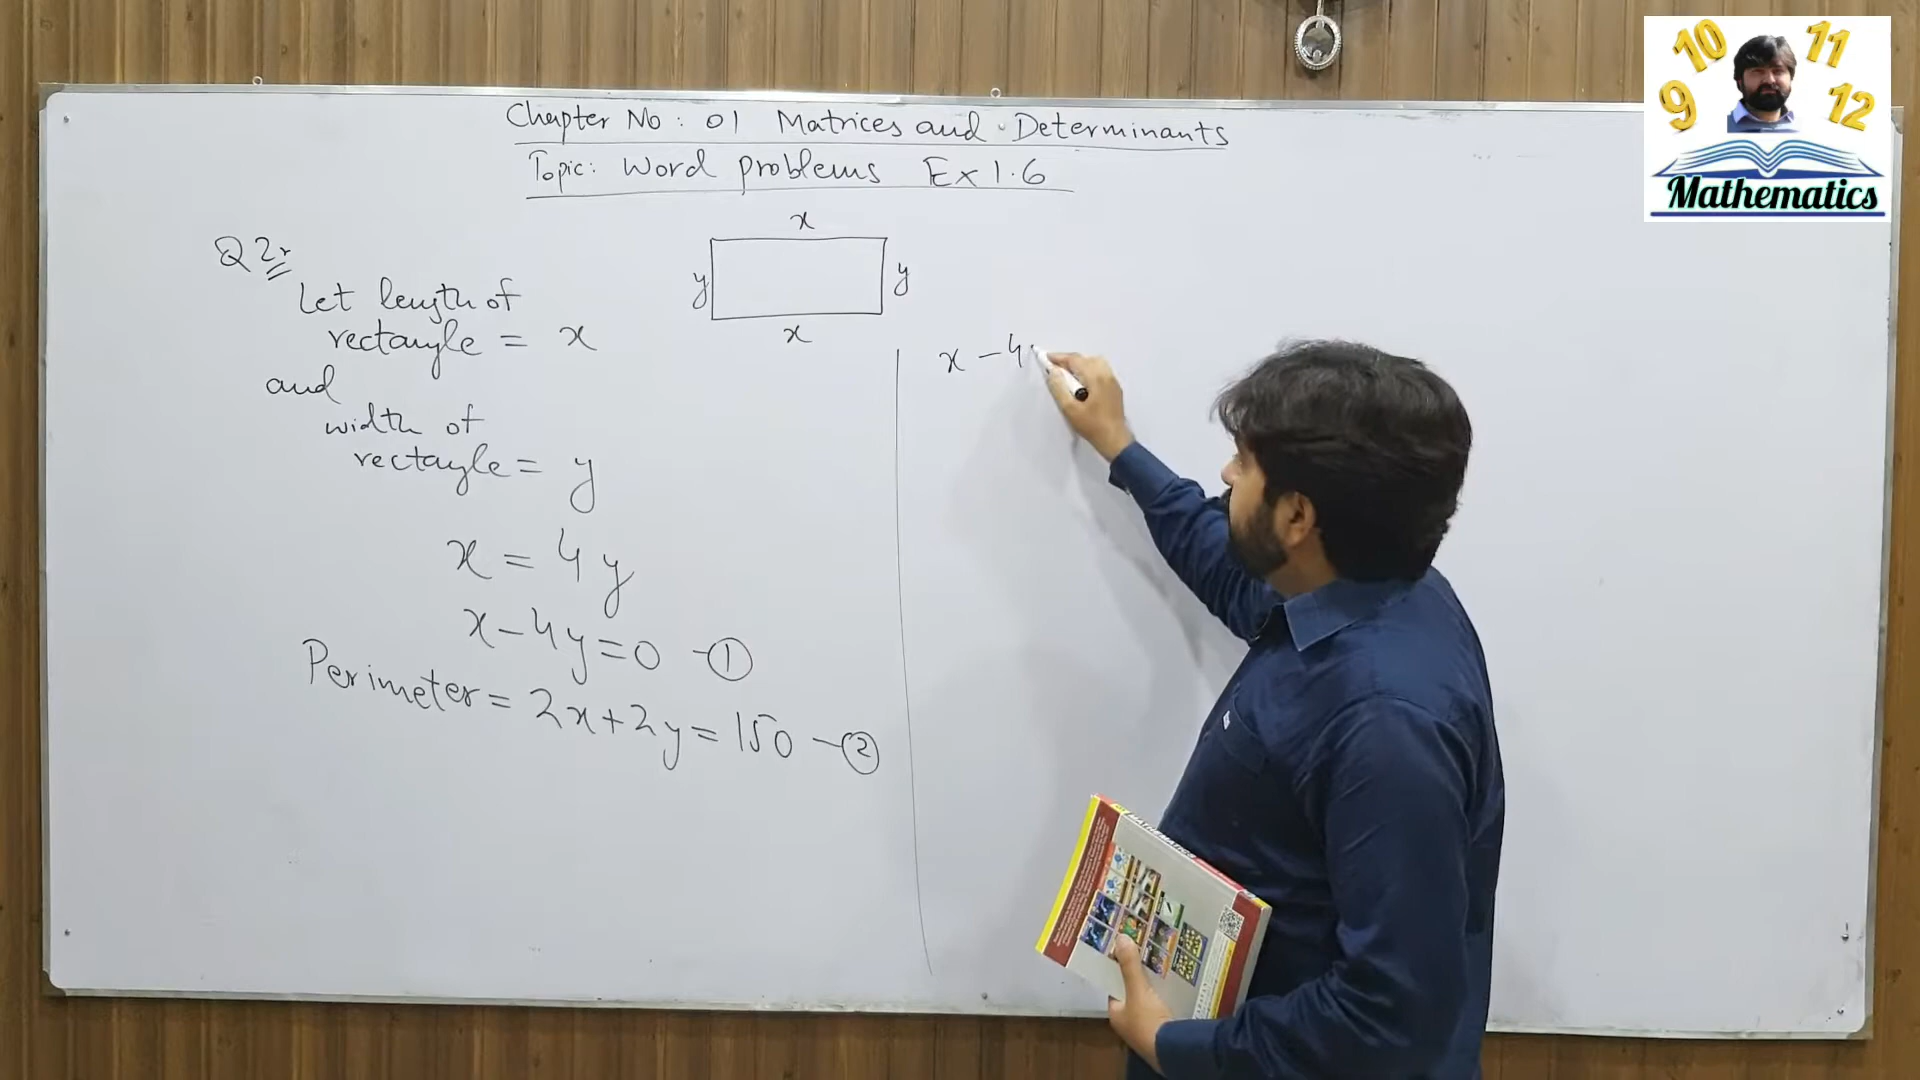 Chapter No : 01 Matrices and Determinants
Topic: Word problems Ex 1.6
Q2:
x
y
y
x
Let length of
rectangle = x
and
width of
rectangle = y
x = 4y
x-4y=0 -①
Perimeter = 2x+2y=150 -②
x - 4
9 10 11 12
Mathematics
MATHEMATICS